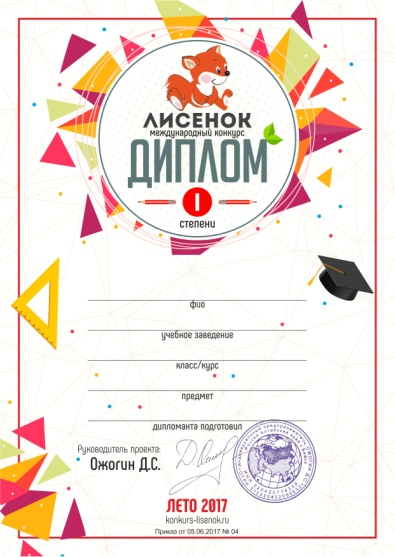 ЛИСЕНОК
МЕЖДУНАРОДНЫЙ КОНКУРС
ДИПЛОМ
I
СТЕПЕНИ
ФИО
УЧЕБНОЕ ЗАВЕДЕНИЕ
КЛАСС/КУРС
ПРЕДМЕТ
ДИПЛОМАНТА ПОДГОТОВИЛ
Руководитель проекта:
Ожогин Д.С.
ЛЕТО 2017
konkurs-lisenok.ru
Приказ от 05.06.2017 № 04